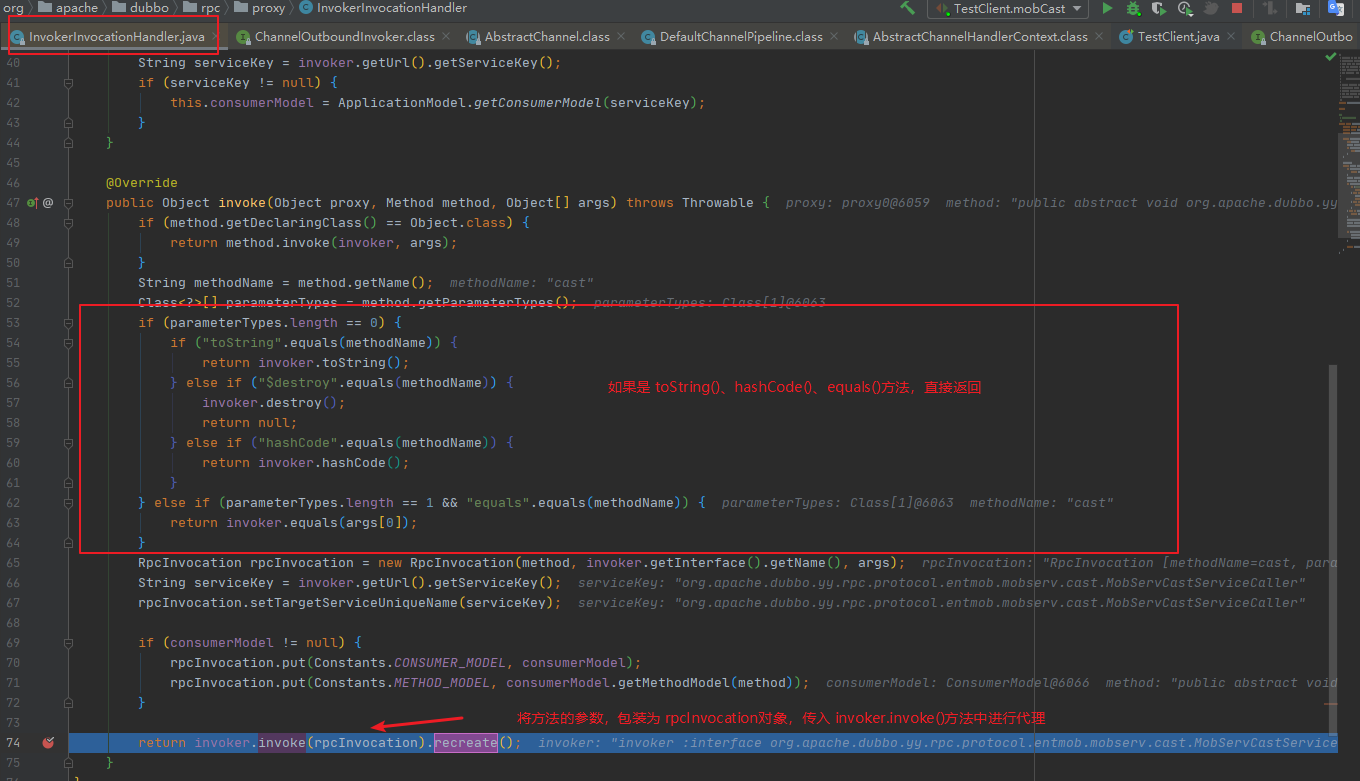 org apache dubbo rpc proxy InvokerInvocationHandler TestClient.mobCast
InvokerInvocationHandler.java ChannelOutboundInvoker.class AbstractChannel.class DefaultChannelPipeline.class AbstractChannelHandlerContext.class TestClient.java ChannelOutbo
40 String serviceKey = invoker.getUrl().getServiceKey();
41 if (serviceKey != null) {
42 this.consumerModel = ApplicationModel.getConsumerModel(serviceKey);
43 }
44 }
45
46 @Override
47 public Object invoke(Object proxy, Method method, Object[] args) throws Throwable { proxy: proxy0@6059 method: "public abstract void org.apache.dubbo.yy
48 if (method.getDeclaringClass() == Object.class) {
49 return method.invoke(invoker, args);
50 }
51 String methodName = method.getName(); methodName: "cast"
52 Class<?>[] parameterTypes = method.getParameterTypes(); parameterTypes: Class[1]@6063
53 if (parameterTypes.length == 0) {
54 if ("toString".equals(methodName)) {
55 return invoker.toString();
56 } else if ("$destroy".equals(methodName)) {
如果是 toString()、hashCode()、equals()方法，直接返回
57 invoker.destroy();
58 return null;
59 } else if ("hashCode".equals(methodName)) {
60 return invoker.hashCode();
61 }
62 } else if (parameterTypes.length == 1 && "equals".equals(methodName)) { parameterTypes: Class[1]@6063 methodName: "cast"
63 return invoker.equals(args[0]);
64 }
65 RpcInvocation rpcInvocation = new RpcInvocation(method, invoker.getInterface().getName(), args); rpcInvocation: "RpcInvocation [methodName=cast, para
66 String serviceKey = invoker.getUrl().getServiceKey(); serviceKey: "org.apache.dubbo.yy.rpc.protocol.entmob.mobserv.cast.MobServCastServiceCaller"
67 rpcInvocation.setTargetServiceUniqueName(serviceKey); serviceKey: "org.apache.dubbo.yy.rpc.protocol.entmob.mobserv.cast.MobServCastServiceCaller"
68
69 if (consumerModel != null) {
70 rpcInvocation.put(Constants.CONSUMER_MODEL, consumerModel);
71 rpcInvocation.put(Constants.METHOD_MODEL, consumerModel.getMethodModel(method)); consumerModel: ConsumerModel@6066 method: "public abstract void
72 }
73
将方法的参数，包装为 rpcInvocation对象，传入 invoker.invoke()方法中进行代理
74 return invoker.invoke(rpcInvocation).recreate(); invoker: "invoker :interface org.apache.dubbo.yy.rpc.protocol.entmob.mobserv.cast.MobServCastService
75 }